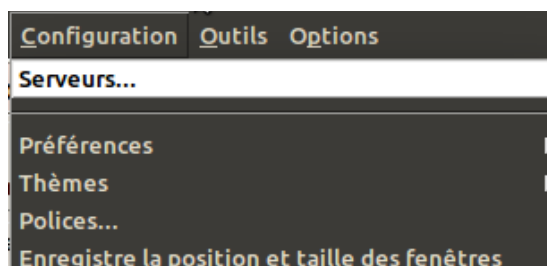 Configuration Outils Options
Serveurs...
Préférences
Thèmes
Polices...
Enregistre la position et taille des fenêtres